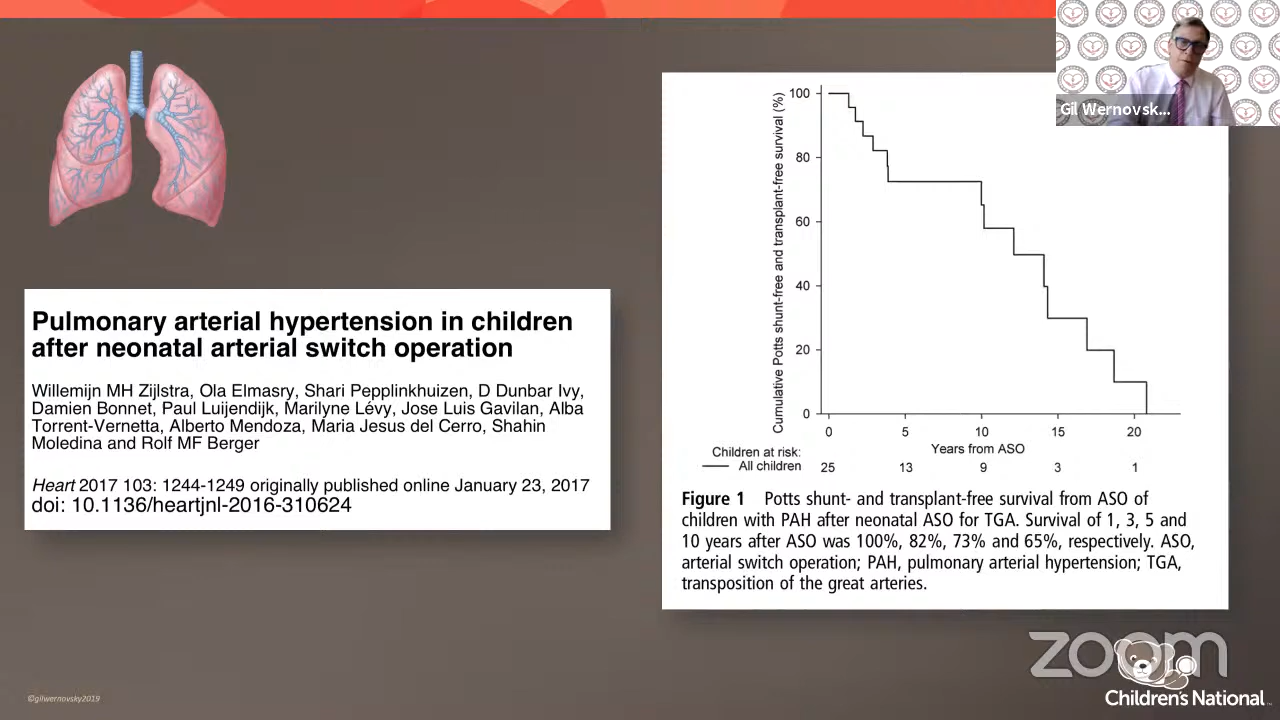 Gil Wernovsk...
Pulmonary arterial hypertension in children
after neonatal arterial switch operation
Willemijn MH Zijlstra, Ola Elmasry, Shari Pepplinkhuizen, D Dunbar Ivy,
Damien Bonnet, Paul Luijendijk, Marilyne Lévy, Jose Luis Gavilan, Alba
Torrent-Vernetta, Alberto Mendoza, Maria Jesus del Cerro, Shahin
Moledina and Rolf MF Berger
Heart 2017 103: 1244-1249 originally published online January 23, 2017
doi: 10.1136/heartjnl-2016-310624
Cumulative Potts shunt-free and transplant-free survival (%)
100
80
60
40
20
0
0 5 10 15 20
Years from ASO
Children at risk:
All children 25 13 9 3 1
Figure 1 Potts shunt- and transplant-free survival from ASO of
children with PAH after neonatal ASO for TGA. Survival of 1, 3, 5 and
10 years after ASO was 100%, 82%, 73% and 65%, respectively. ASO,
arterial switch operation; PAH, pulmonary arterial hypertension; TGA,
transposition of the great arteries.
zoom
Children's National
©gilwernovsky2019